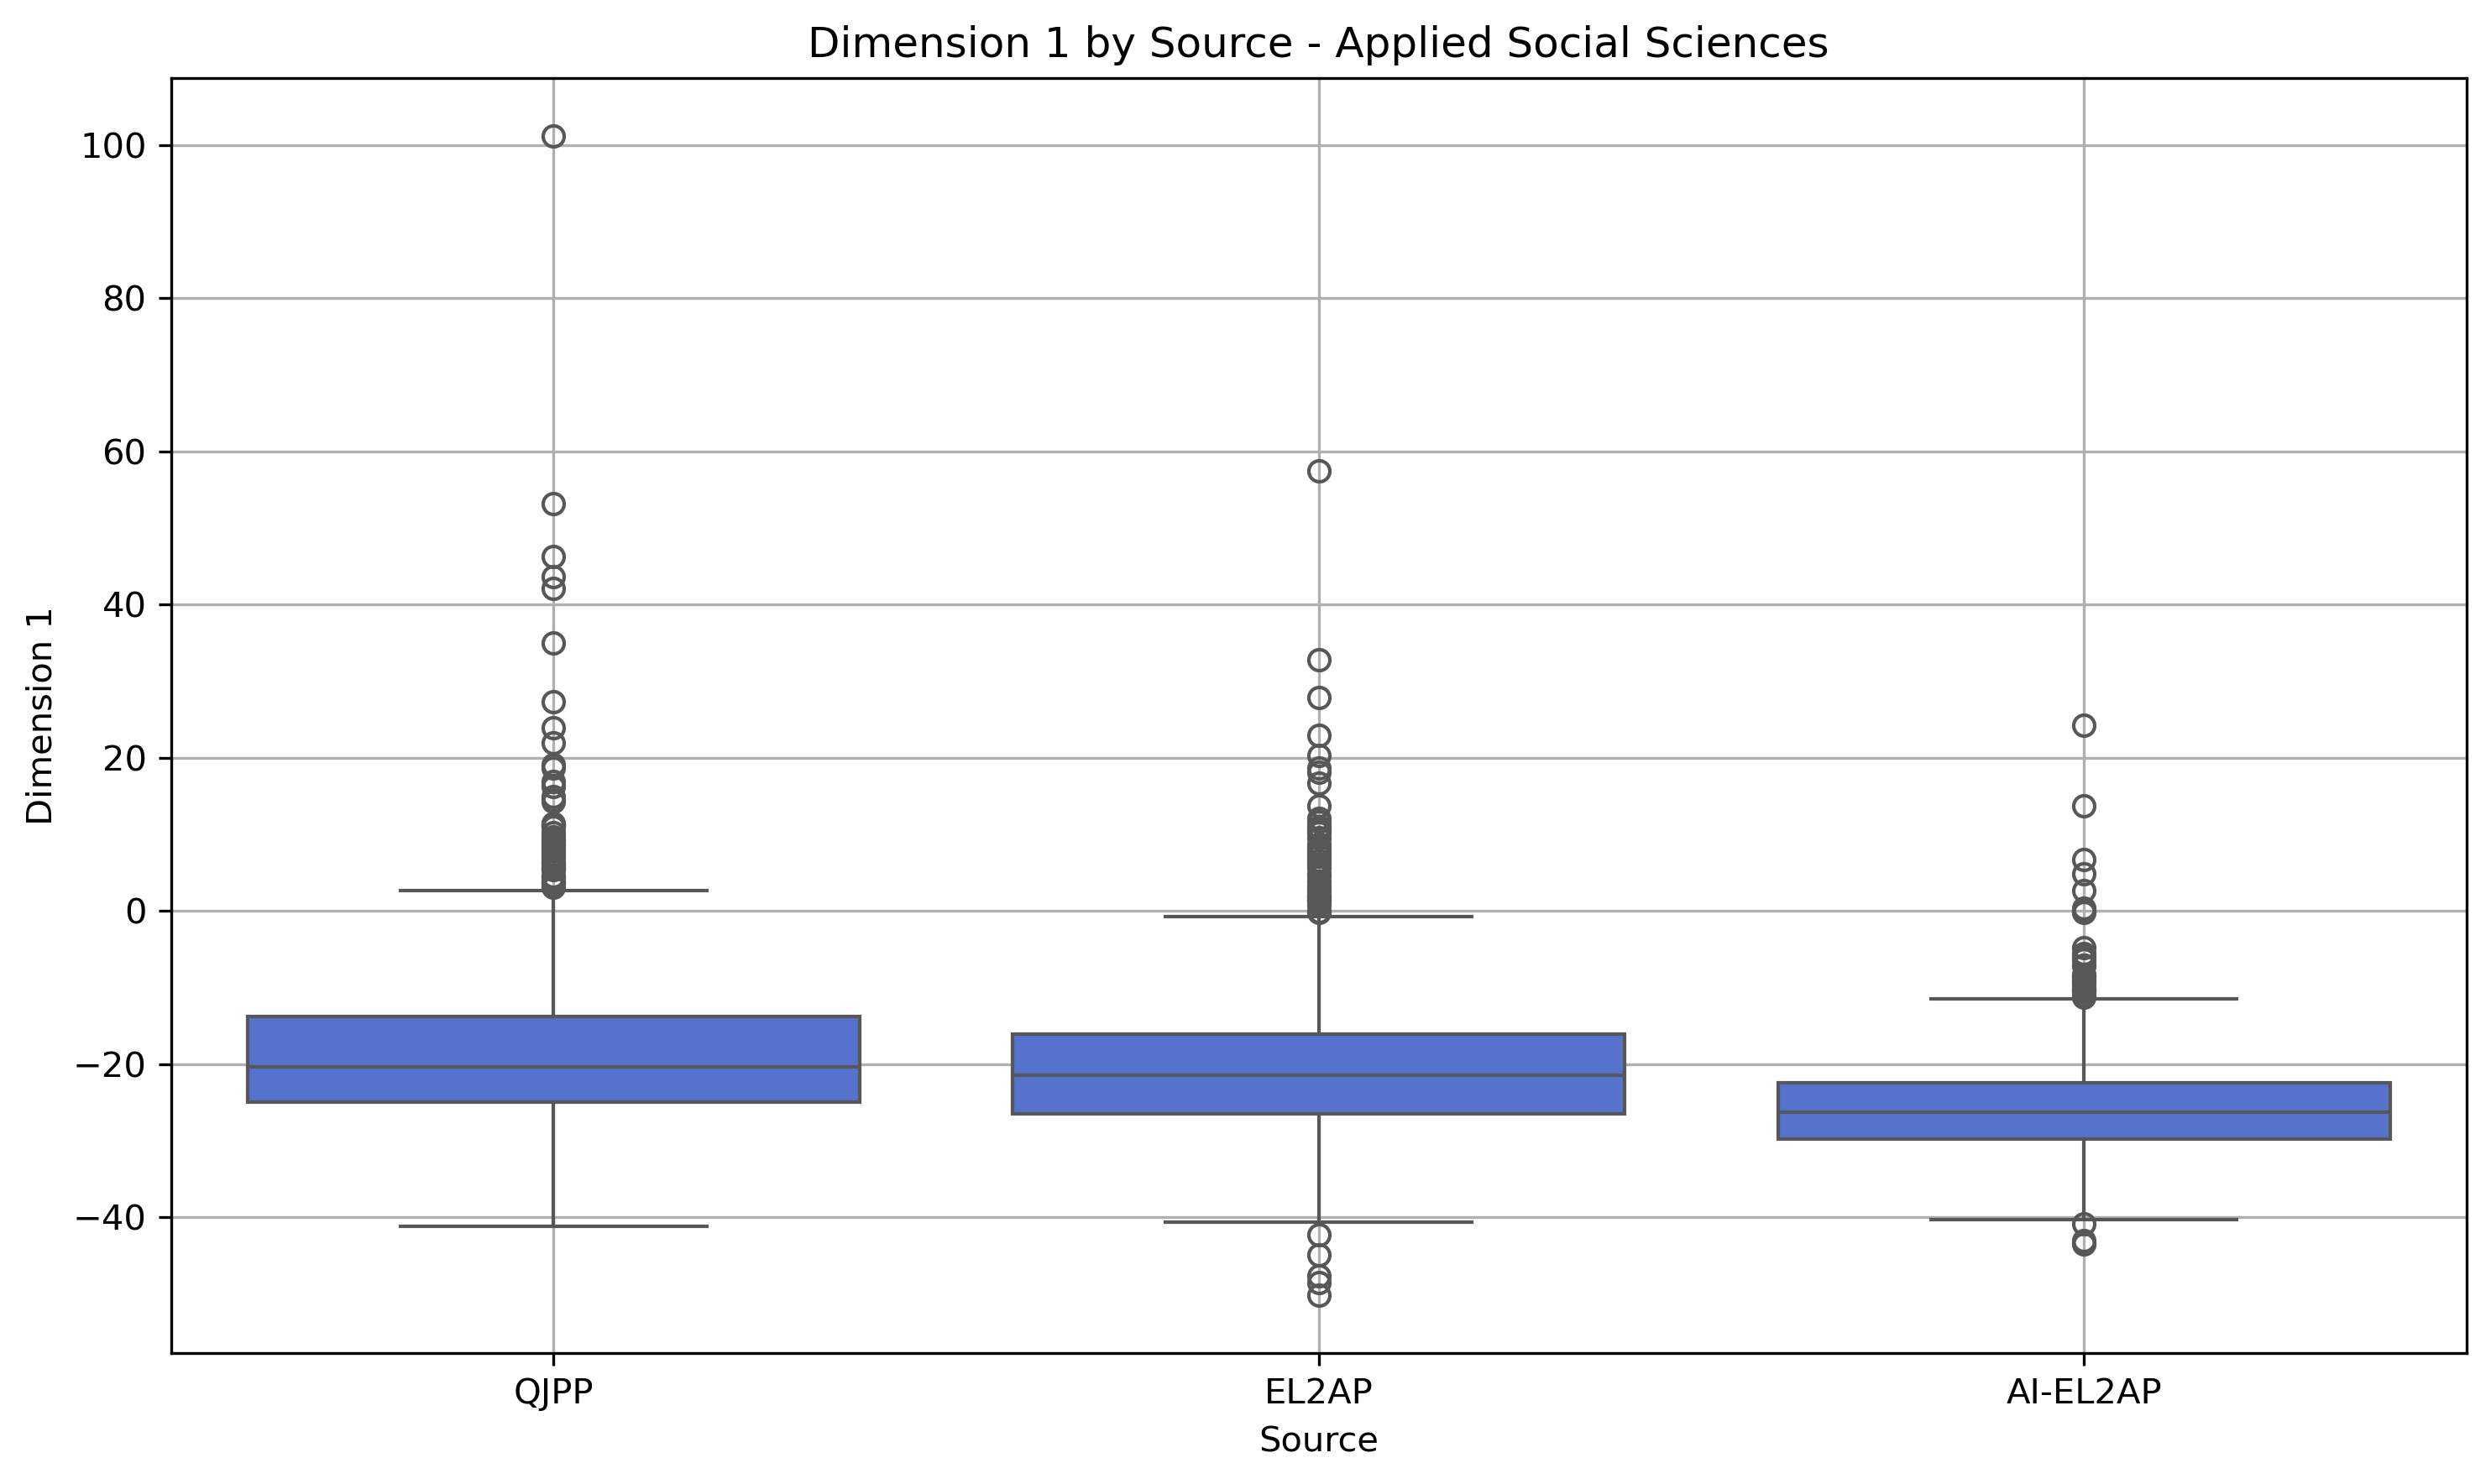 Dimension 1 by Source - Applied Social Sciences
100
80
60
40
20
0
−20
−40
Dimension 1
QJPP
EL2AP
AI-EL2AP
Source